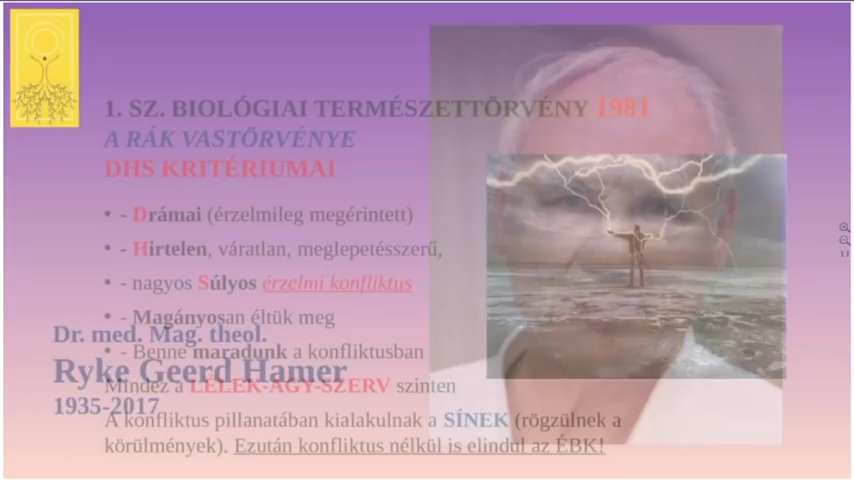 1. SZ. BIOLÓGIAI TERMÉSZETTÖRVÉNY 1981
A RÁK VASTÖRVÉNYE
DHS KRITÉRIUMAI
• - Drámai (érzelmileg megérintett)
• - Hirtelen, váratlan, meglepetésszerű,
• - nagyos Súlyos érzelmi konfliktus
• - Magányosan éltük meg
Dr. med. Mag. theol.
• - Benne maradunk a konfliktusban
Ryke Geerd Hamer
Mindez a LÉLEK-AGY-SZERV szinten
1935-2017
A konfliktus pillanatában kialakulnak a SÍNEK (rögzülnek a
körülmények). Ezután konfliktus nélkül is elindul az ÉBK!